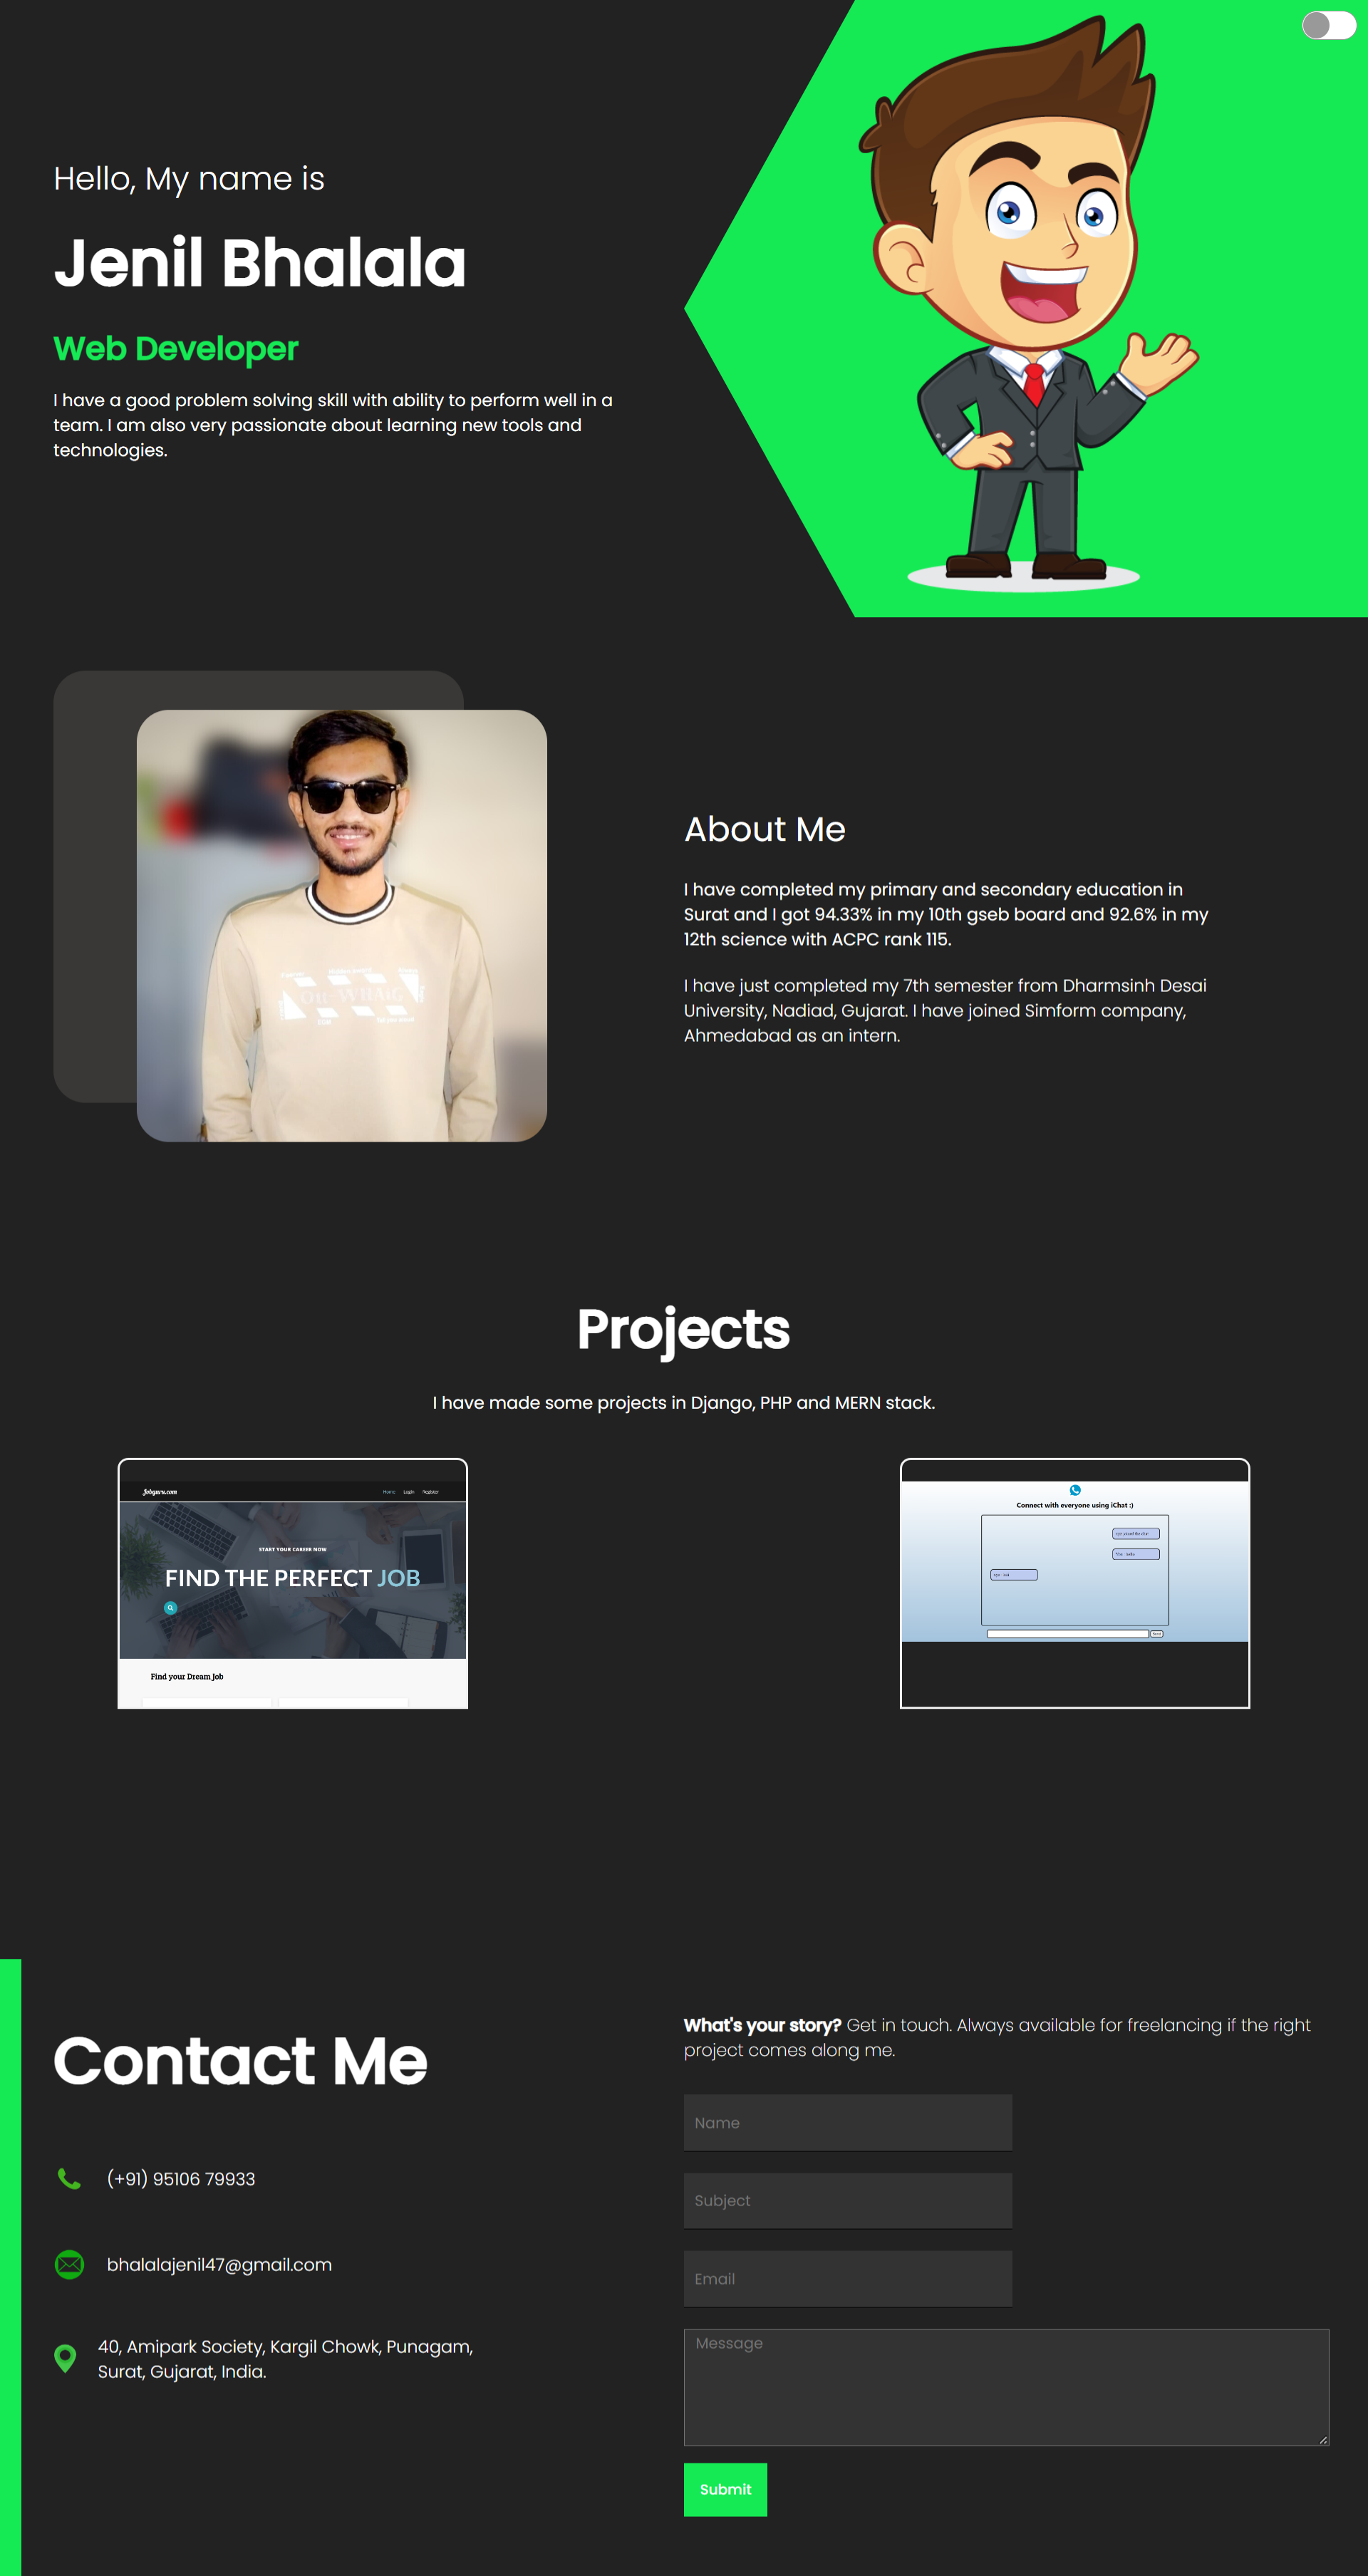 Hello, My name is
Jenil Bhalala
Web Developer
I have a good problem solving skill with ability to perform well in a
team. I am also very passionate about learning new tools and
technologies.
About Me
I have completed my primary and secondary education in
Surat and I got 94.33% in my 10th gseb board and 92.6% in my
12th science with ACPC rank 115.
I have just completed my 7th semester from Dharmsinh Desai
University, Nadiad, Gujarat. I have joined Simform company,
Ahmedabad as an intern.
Projects
I have made some projects in Django, PHP and MERN stack.
Jobguru.com
Home Login Register
START YOUR CAREER NOW
FIND THE PERFECT JOB
Find your Dream Job
Connect with everyone using iChat :)
Send
What's your story? Get in touch. Always available for freelancing if the right
project comes along me.
Contact Me
(+91) 95106 79933
bhalalajenil47@gmail.com
40, Amipark Society, Kargil Chowk, Punagam,
Surat, Gujarat, India.
Name
Subject
Email
Message
Submit